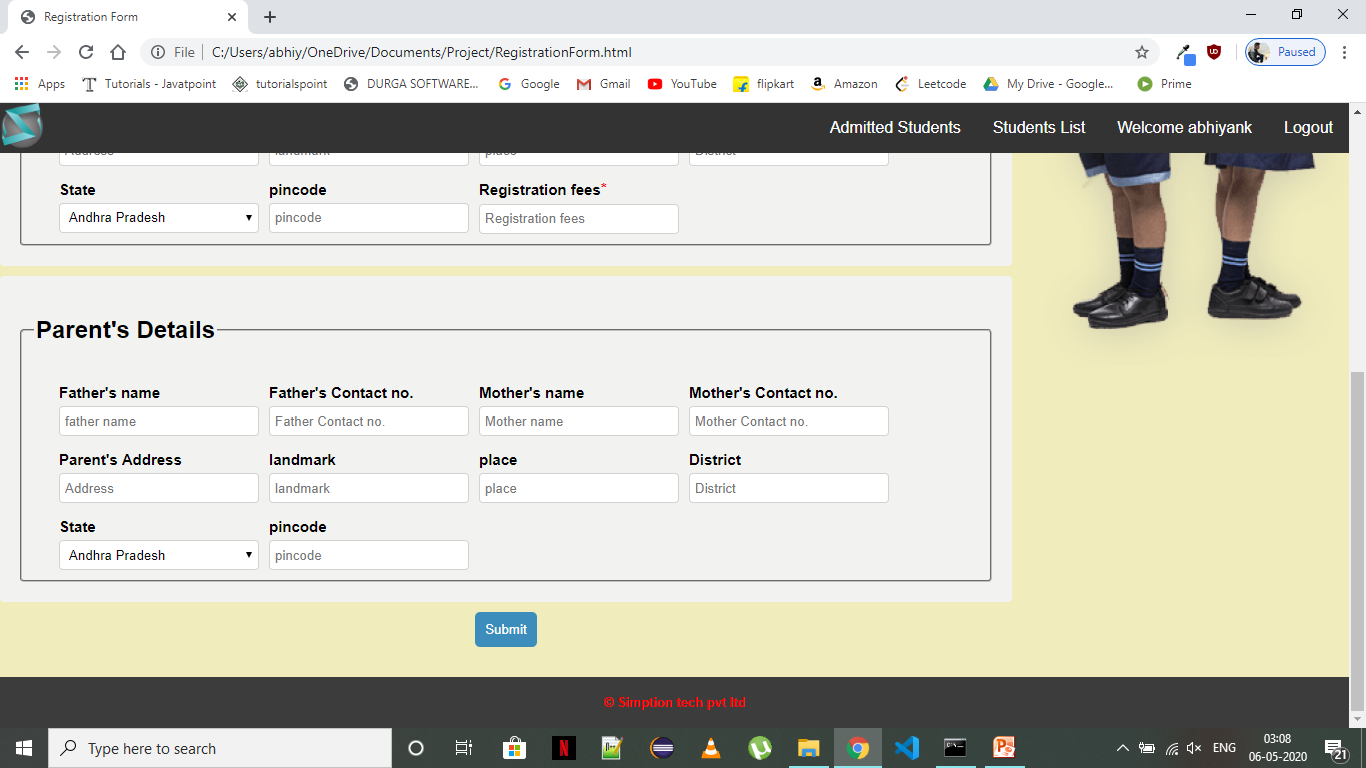 Registration Form
File C:/Users/abhiy/OneDrive/Documents/Project/RegistrationForm.html Paused
Apps Tutorials - Javatpoint tutorialspoint DURGA SOFTWARE... Google Gmail YouTube flipkart Amazon Leetcode My Drive - Google... Prime
Admitted Students Students List Welcome abhiyank Logout
Address landmark place District
State pincode Registration fees*
Andhra Pradesh pincode Registration fees
Parent's Details
Father's name Father's Contact no. Mother's name Mother's Contact no.
father name Father Contact no. Mother name Mother Contact no.
Parent's Address landmark place District
Address landmark place District
State pincode
Andhra Pradesh pincode
Submit
© Simption tech pvt ltd
Type here to search ENG 03:08
06-05-2020 21